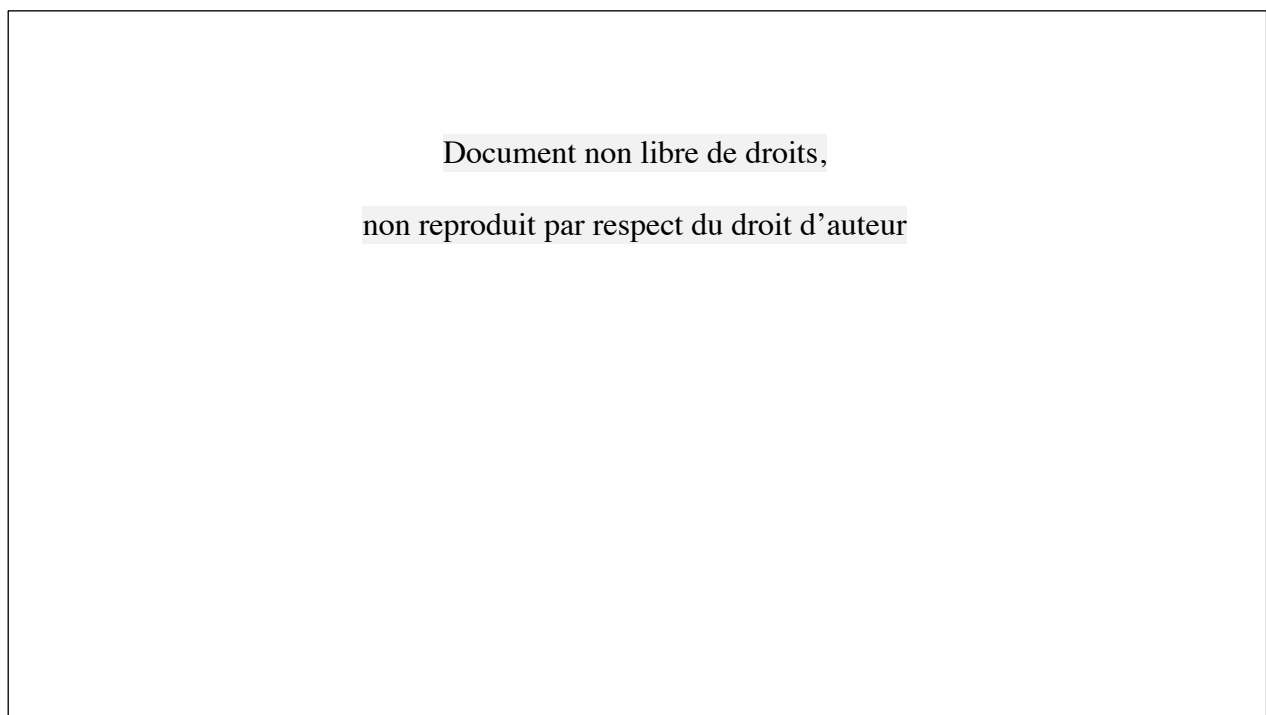 Document non libre de droits,
non reproduit par respect du droit d’auteur